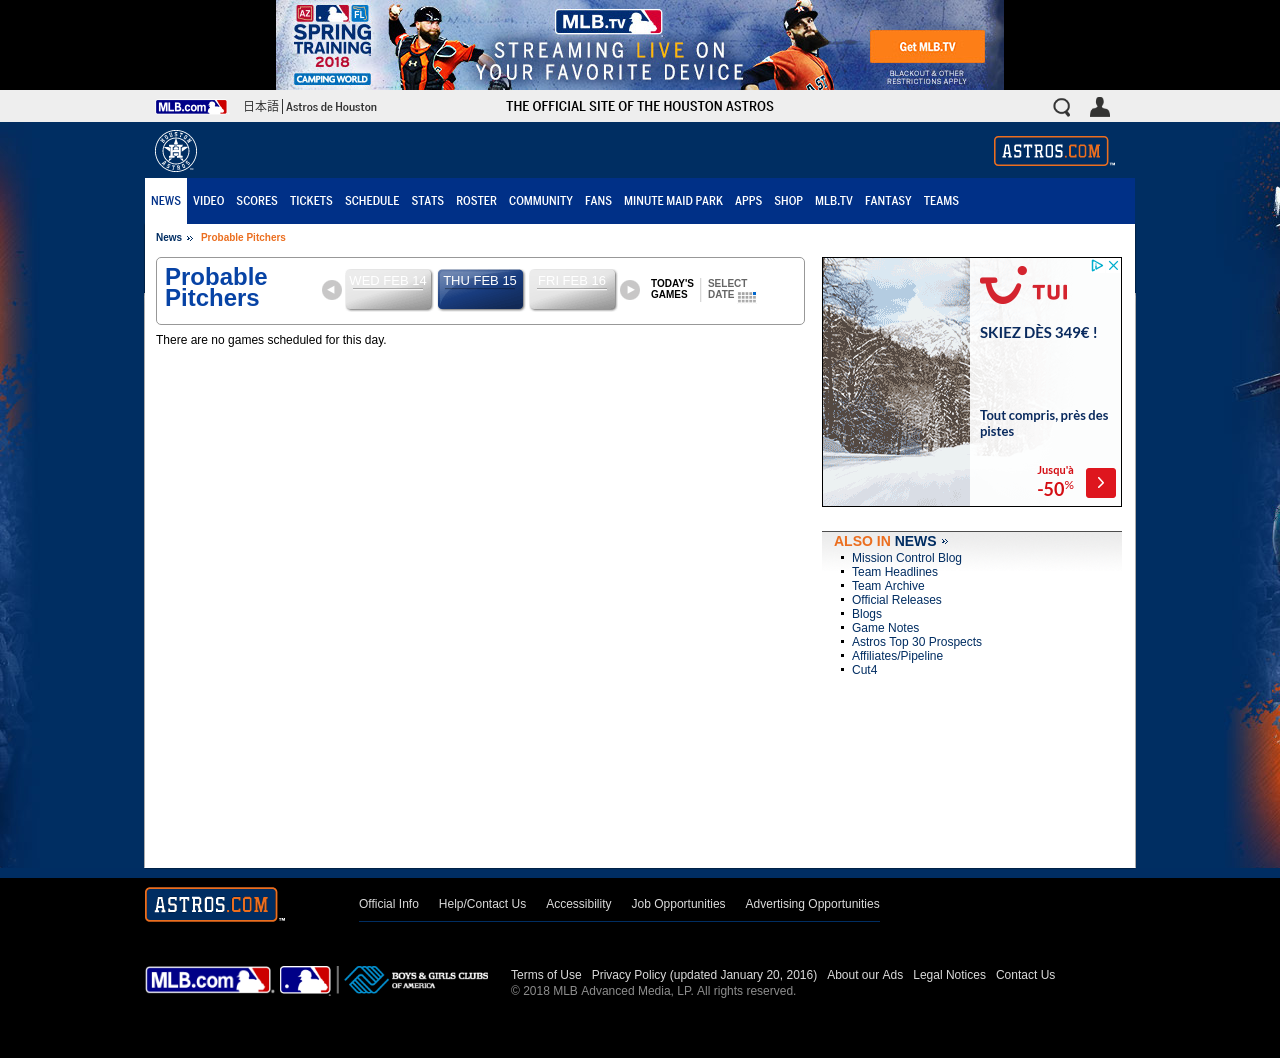 AZ FL
SPRING
TRAINING
2018
CAMPING WORLD
MLB.TV
STREAMING LIVE ON
YOUR FAVORITE DEVICE
Get MLB.TV
BLACKOUT & OTHER
RESTRICTIONS APPLY
MLB.com 日本語 Astros de Houston THE OFFICIAL SITE OF THE HOUSTON ASTROS
HOUSTON ASTROS
ASTROS.COM™
NEWS VIDEO SCORES TICKETS SCHEDULE STATS ROSTER COMMUNITY FANS MINUTE MAID PARK APPS SHOP MLB.TV FANTASY TEAMS
News Probable Pitchers
Probable
Pitchers
WED FEB 14 THU FEB 15 FRI FEB 16
TODAY'S
GAMES
SELECT
DATE
There are no games scheduled for this day.
TUI
SKIEZ DÈS 349€ !
Tout compris, près des
pistes
Jusqu'à
-50%
ALSO IN NEWS
Mission Control Blog
Team Headlines
Team Archive
Official Releases
Blogs
Game Notes
Astros Top 30 Prospects
Affiliates/Pipeline
Cut4
ASTROS.COM™
Official Info Help/Contact Us Accessibility Job Opportunities Advertising Opportunities
MLB.com
BOYS & GIRLS CLUBS
OF AMERICA
Terms of Use Privacy Policy (updated January 20, 2016) About our Ads Legal Notices Contact Us
© 2018 MLB Advanced Media, LP. All rights reserved.